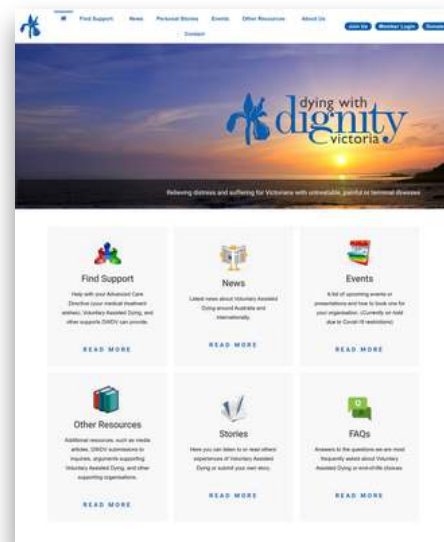 Find Support News Personal Stories Events Other Resources About Us
Contact
Join Us Member Login Donate
dying with
dignity
victoria
Relieving distress and suffering for Victorians with untreatable, painful or terminal diseases
Find Support
Help with your Advanced Care
Directive (your medical treatment
wishes), Voluntary Assisted Dying, and
other supports DWDV can provide.
READ MORE
News
Latest news about Voluntary Assisted
Dying around Australia and
internationally.
READ MORE
Events
A list of upcoming events or
presentations and how to book one for
your organisation. (Currently on hold
due to Covid-19 restrictions)
READ MORE
Other Resources
Additional resources, such as media
articles, DWDV submissions to
inquiries, arguments supporting
Voluntary Assisted Dying, and other
supporting organisations.
READ MORE
Stories
Here you can listen to or read others
experiences of Voluntary Assisted
Dying or submit your own story.
READ MORE
FAQs
Answers to the questions we are most
frequently asked about Voluntary
Assisted Dying or end-of-life choices.
READ MORE